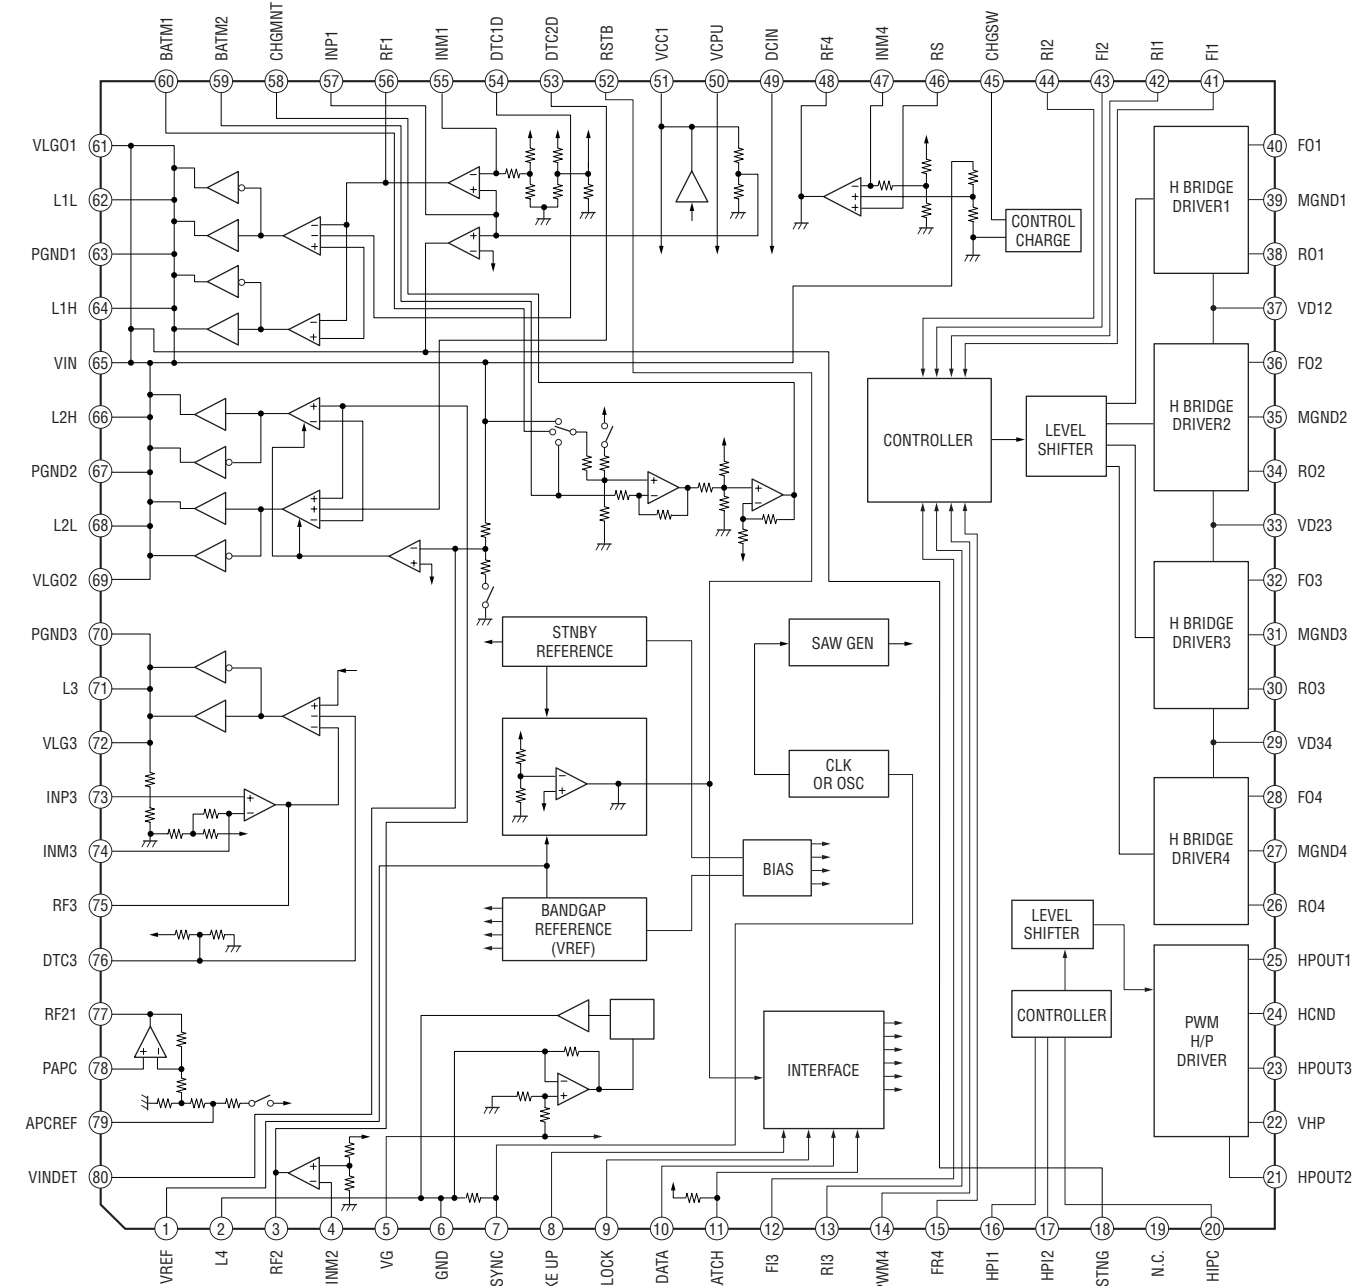 BATM1
BATM2
CHGMNT
INP1
RF1
INM1
DTC1D
DTC2D
RSTB
VCC1
VCPU
DCIN
RF4
INM4
RS
CHGSW
RI2
FI2
RI1
FI1
60 59 58 57 56 55 54 53 52 51 50 49 48 47 46 45 44 43 42 41
VLGO1 61
L1L 62
PGND1 63
L1H 64
VIN 65
L2H 66
PGND2 67
L2L 68
VLGO2 69
PGND3 70
L3 71
VLG3 72
INP3 73
INM3 74
RF3 75
DTC3 76
RF21 77
PAPC 78
APCREF 79
VINDET 80
CONTROL
CHARGE
CONTROLLER
LEVEL
SHIFTER
H BRIDGE
DRIVER1
H BRIDGE
DRIVER2
H BRIDGE
DRIVER3
H BRIDGE
DRIVER4
STNBY
REFERENCE
SAW GEN
CLK
OR OSC
BIAS
BANDGAP
REFERENCE
(VREF)
INTERFACE
LEVEL
SHIFTER
CONTROLLER
PWM
H/P
DRIVER
40 FO1
39 MGND1
38 RO1
37 VD12
36 FO2
35 MGND2
34 RO2
33 VD23
32 FO3
31 MGND3
30 RO3
29 VD34
28 FO4
27 MGND4
26 RO4
25 HPOUT1
24 HCND
23 HPOUT3
22 VHP
21 HPOUT2
1 2 3 4 5 6 7 8 9 10 11 12 13 14 15 16 17 18 19 20
VREF
L4
RF2
INM2
VG
GND
SYNC
KE UP
LOCK
DATA
ATCH
FI3
RI3
WM4
FR4
HPI1
HPI2
STNG
N.C.
HIPC